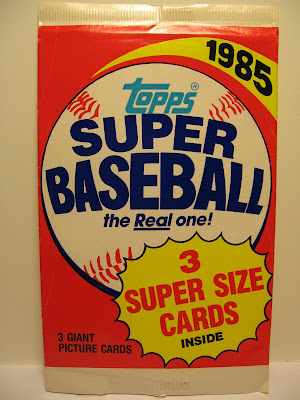 1985
Topps®
SUPER
BASEBALL
the Real one!
3
SUPER SIZE
CARDS
INSIDE
3 GIANT
PICTURE CARDS